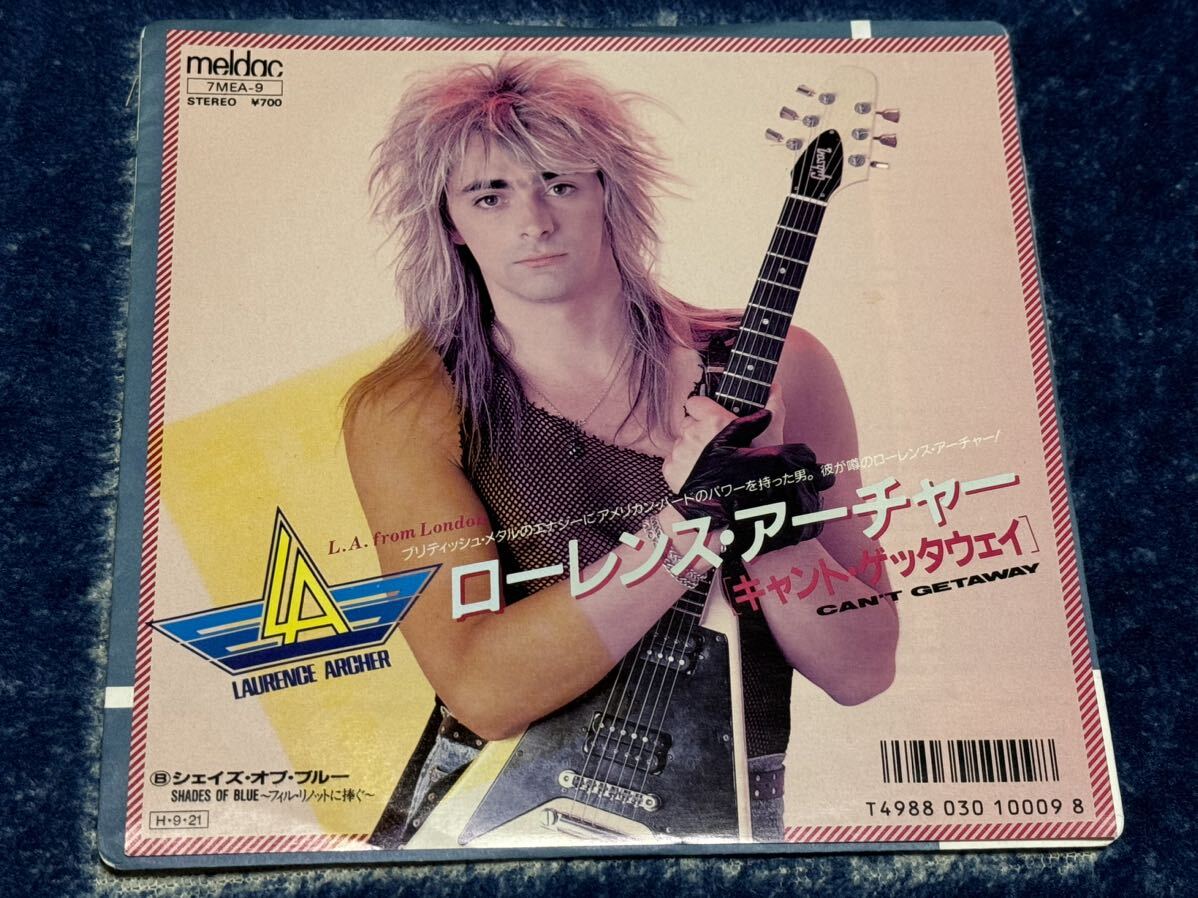 meldac
7MEA-9
STEREO ¥700
L.A. from London
ブリティッシュ・メタルのエナジーにアメリカン・ハードのパワーを持った男。彼が噂のローレンス・アーチャー!
ローレンス・アーチャー
[キャント・ゲッタウェイ]
CAN'T GETAWAY
LA
LAURENCE ARCHER
Ⓑシェイズ・オブ・ブルー
SHADES OF BLUE〜フィル・リノットに捧ぐ〜
H・9・21
T4988 030 10009 8